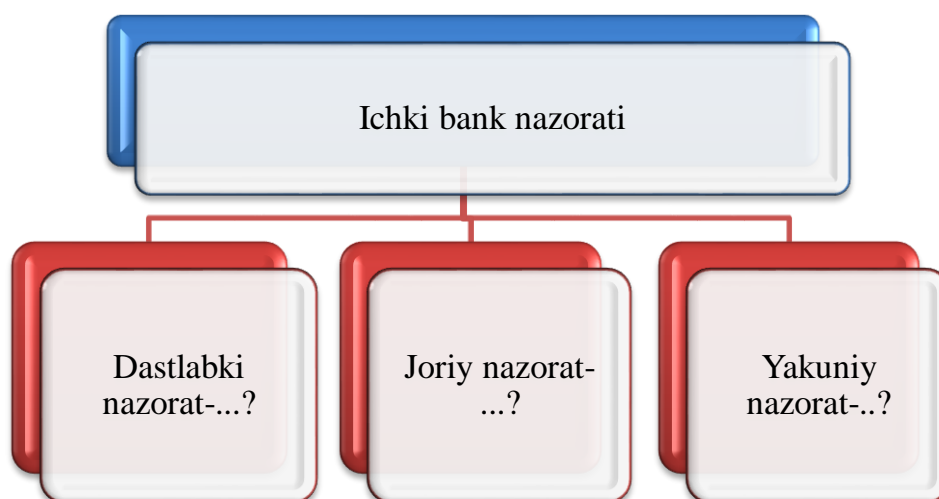 Ichki bank nazorati
Dastlabki
nazorat-...?
Joriy nazorat-
...?
Yakuniy
nazorat-..?